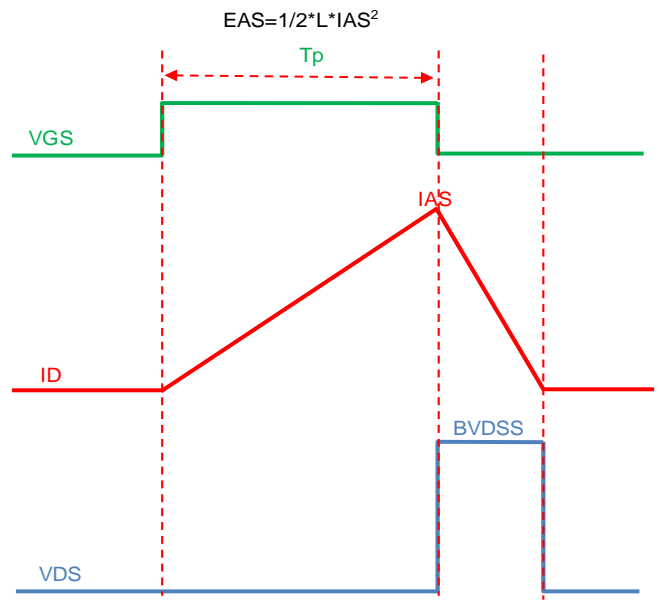 EAS=1/2*L*IAS²
Tp
VGS
IAS
ID
BVDSS
VDS